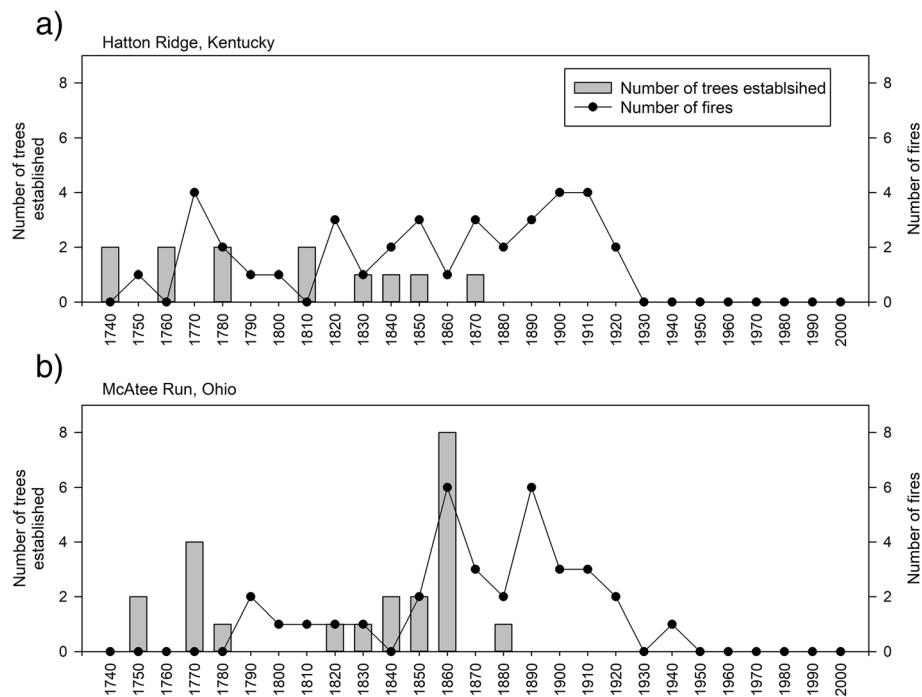 a)
Hatton Ridge, Kentucky
Number of trees establsihed
Number of fires
8
6
4
2
0
8
6
4
2
0
Number of trees
established
Number of fires
1740 1750 1760 1770 1780 1790 1800 1810 1820 1830 1840 1850 1860 1870 1880 1890 1900 1910 1920 1930 1940 1950 1960 1970 1980 1990 2000
b)
McAtee Run, Ohio
8
6
4
2
0
8
6
4
2
0
Number of trees
established
Number of fires
1740 1750 1760 1770 1780 1790 1800 1810 1820 1830 1840 1850 1860 1870 1880 1890 1900 1910 1920 1930 1940 1950 1960 1970 1980 1990 2000